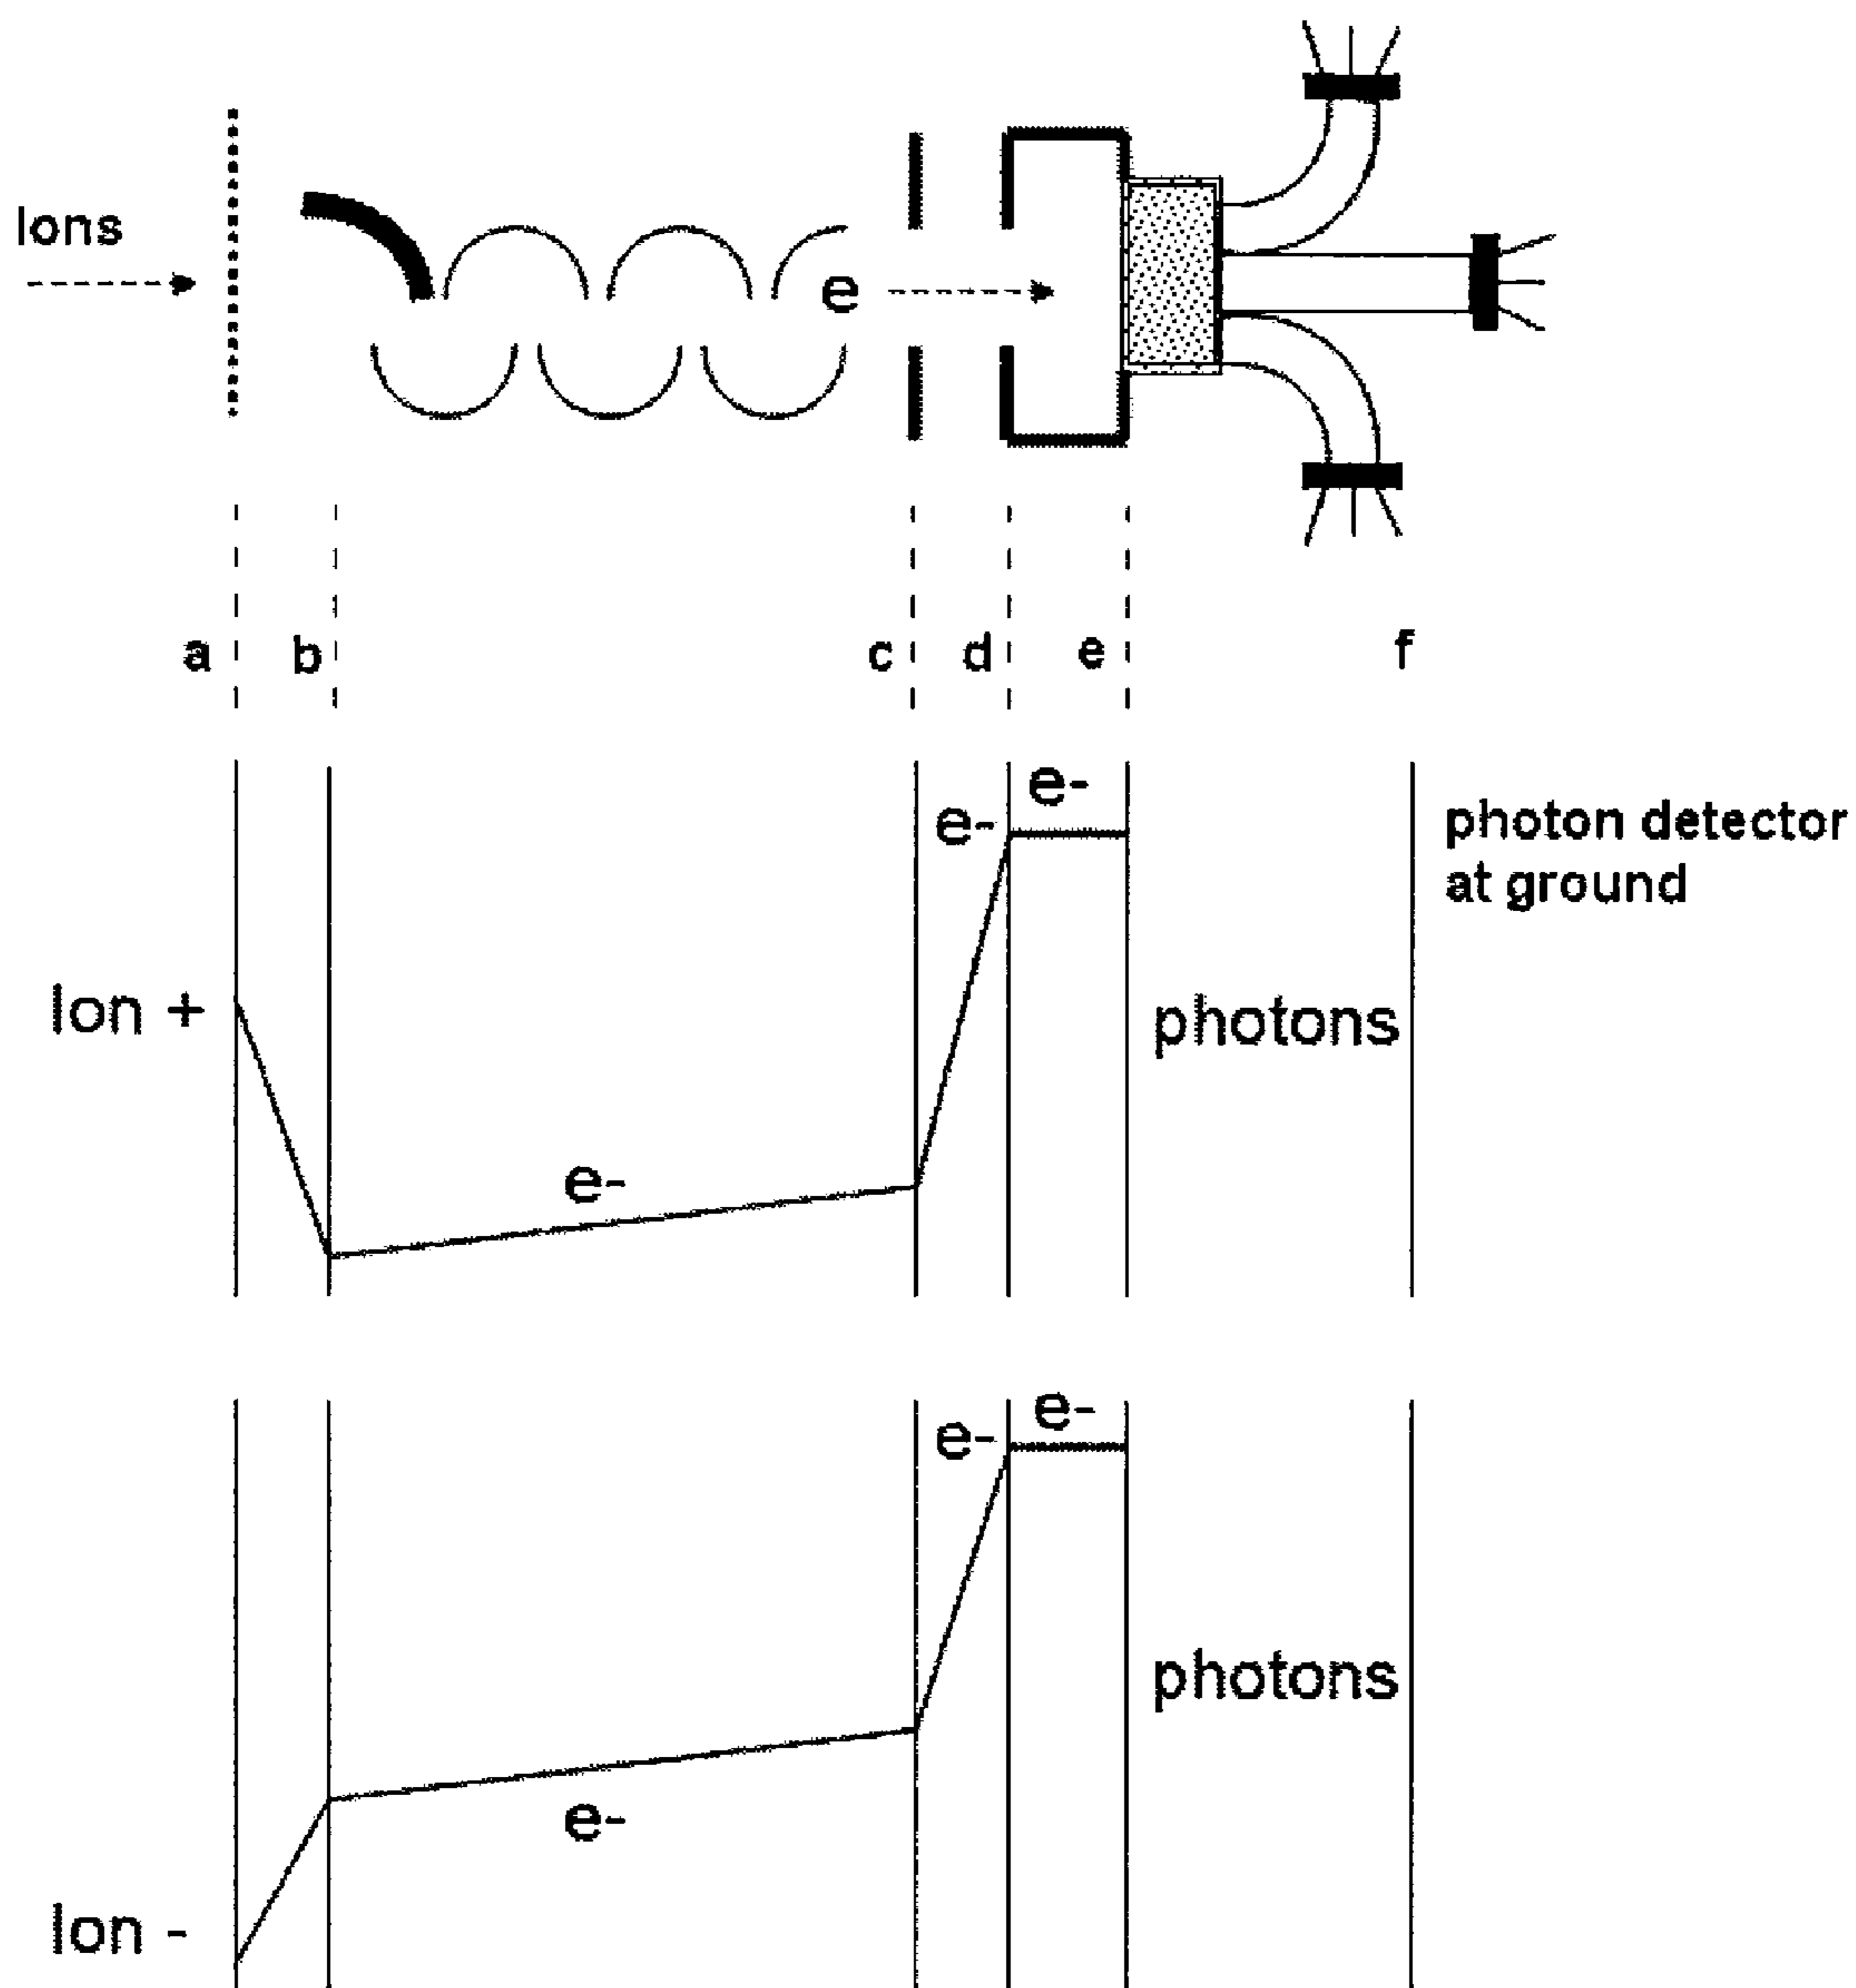 Ions
e
a b c d e f
e-
e-
photon detector
at ground
Ion +
photons
e-
e-
e-
photons
e-
Ion -